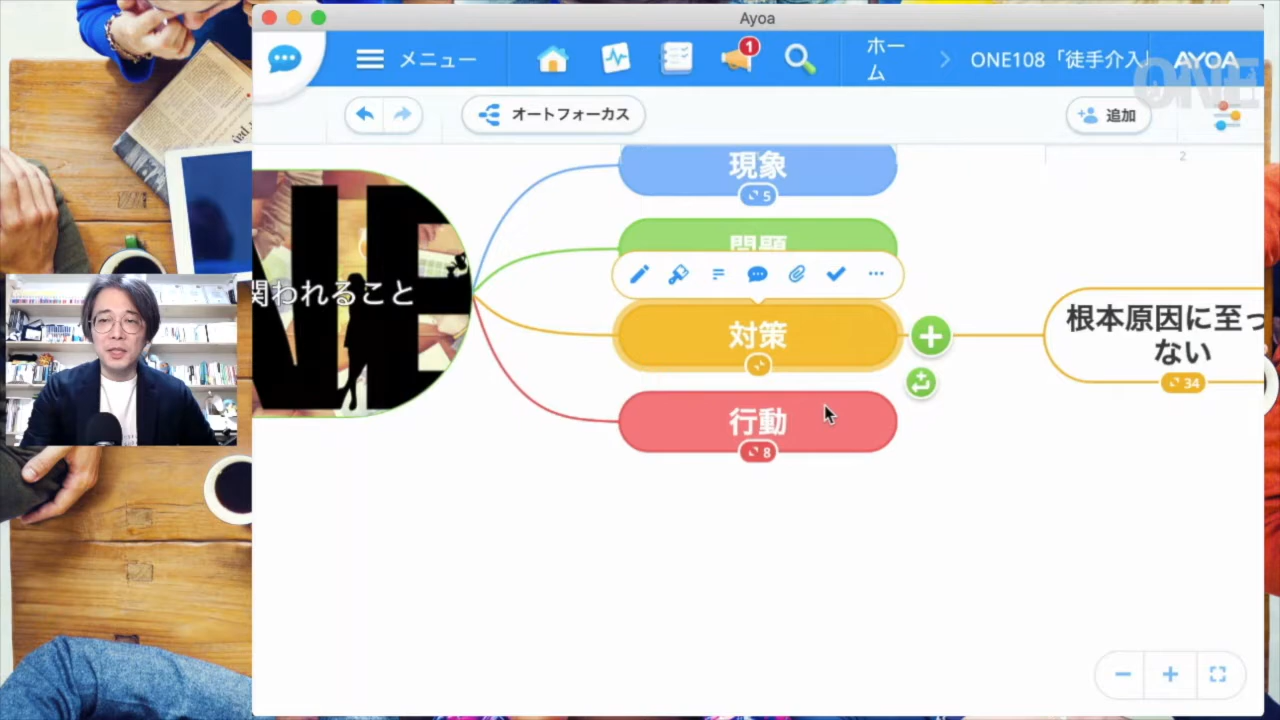 Ayoa
メニュー
1
ホー
ム
ONE108「徒手介入」
AYOA
ONE
オートフォーカス
追加
2
現象
5
問題
関われること
対策
根本原因に至っ
ない
34
行動
8